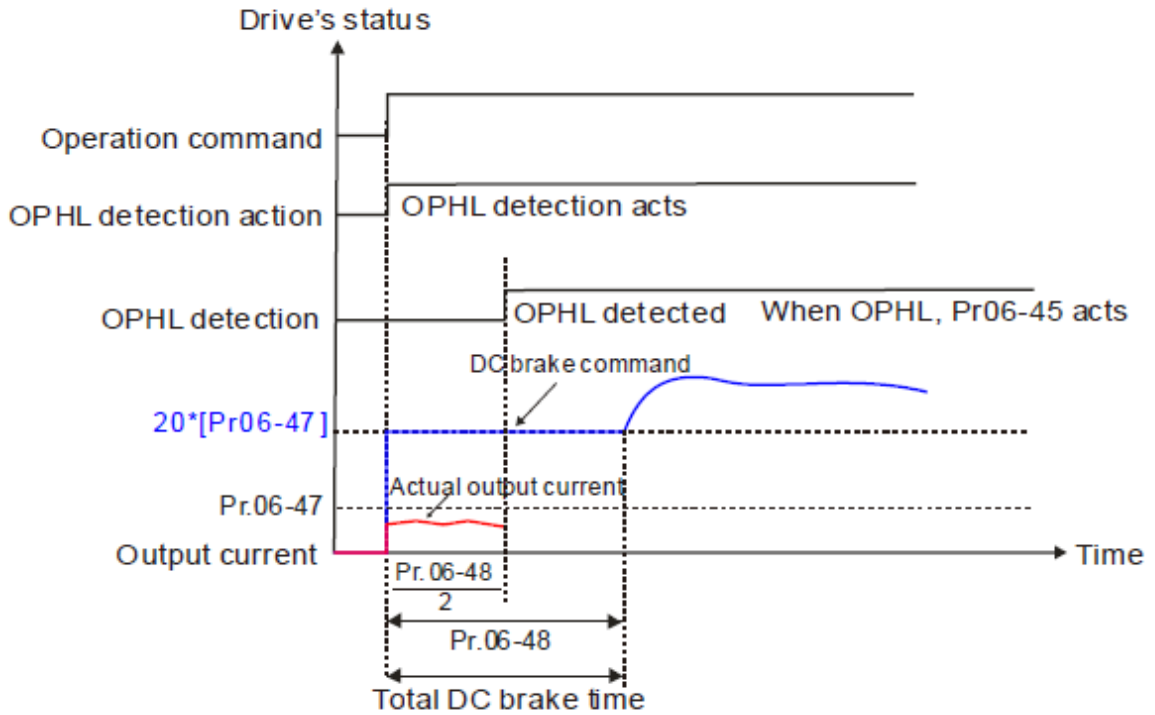 Drive's status
Operation command
OPHL detection action
OPHL detection acts
OPHL detection
OPHL detected
When OPHL, Pr06-45 acts
DC brake command
20*[Pr06-47]
Actual output current
Pr.06-47
Output current
Time
Pr. 06-48
2
Pr.06-48
Total DC brake time